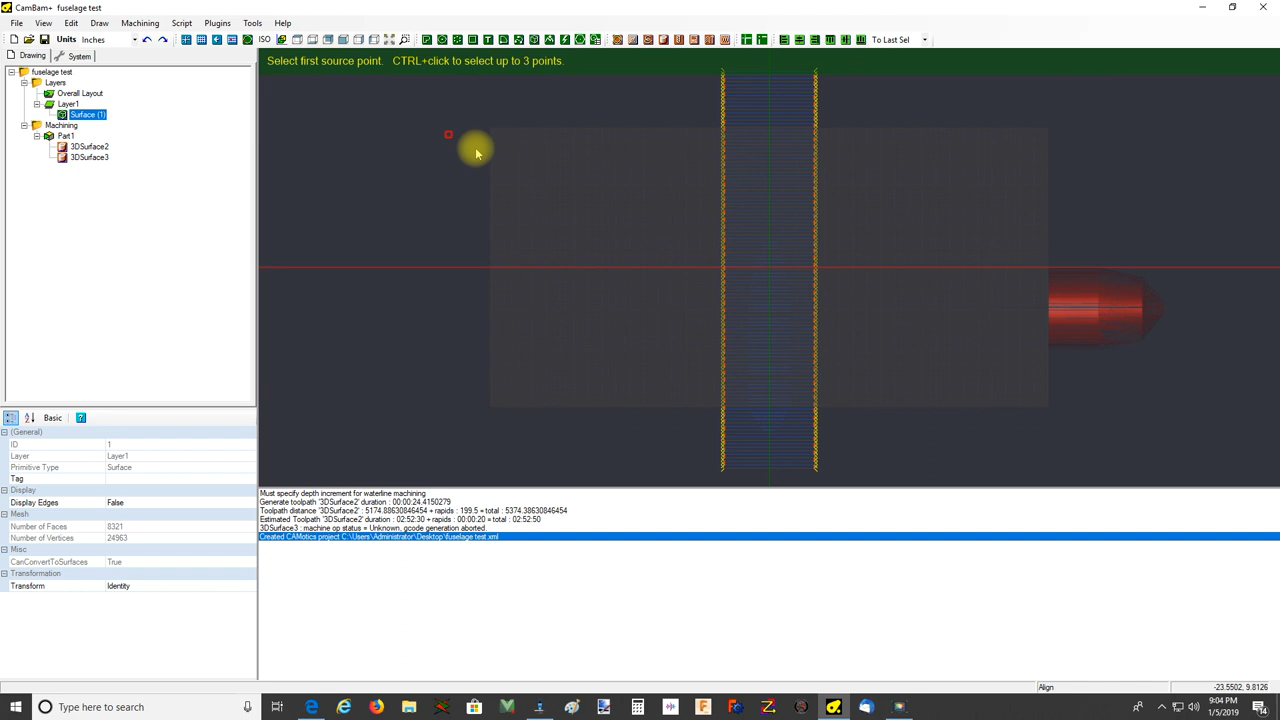 CamBam+ fuselage test
File View Edit Draw Machining Script Plugins Tools Help
Units Inches ISO To Last Sel
Drawing System
fuselage test
Layers
Overall Layout
Layer1
Surface (1)
Machining
Part1
3DSurface2
3DSurface3
Select first source point. CTRL+click to select up to 3 points.
Basic
(General)
ID 1
Layer Layer1
Primitive Type Surface
Tag
Display
Display Edges False
Mesh
Number of Faces 8321
Number of Vertices 24963
Misc
CanConvertToSurfaces True
Transformation
Transform Identity
Must specify depth increment for waterline machining
Generate toolpath '3DSurface2' duration : 00:00:24.4150279
Toolpath distance '3DSurface2' : 5174.88630846454 + rapids : 199.5 = total : 5374.38630846454
Estimated Toolpath '3DSurface2' duration : 02:52:30 + rapids : 00:00:20 = total : 02:52:50
3DSurface3 : machine op status = Unknown, gcode generation aborted.
Created CAMotics project C:\Users\Administrator\Desktop\fuselage test.xml
Align -23.5502, 9.8126
Type here to search
9:04 PM
1/5/2019